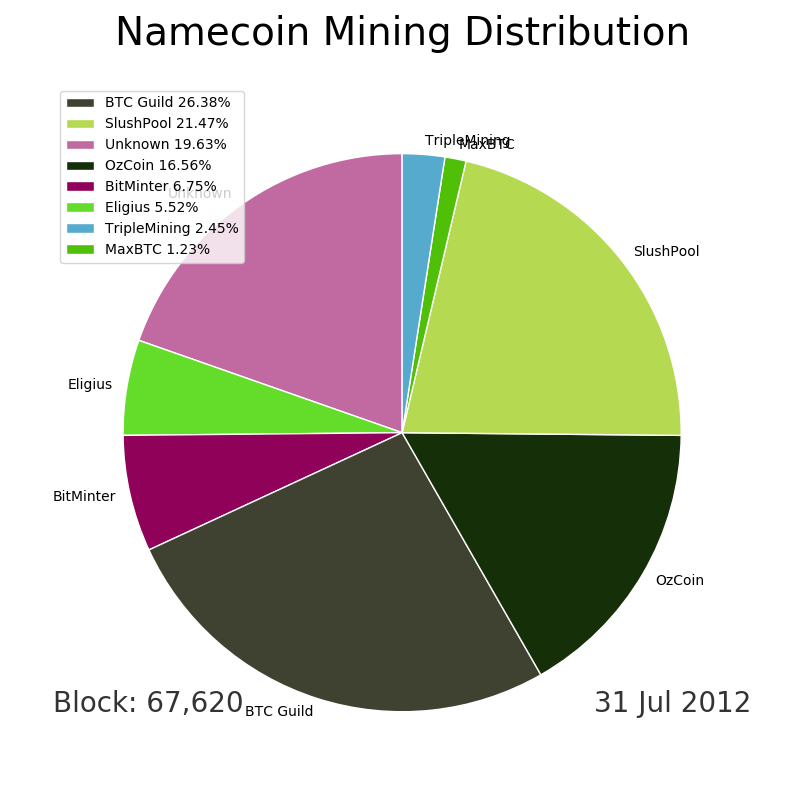 Namecoin Mining Distribution
BTC Guild 26.38%
SlushPool 21.47%
Unknown 19.63%
OzCoin 16.56%
BitMinter 6.75%
Eligius 5.52%
TripleMining 2.45%
MaxBTC 1.23%
TripleMining
MaxBTC
Unknown
SlushPool
Eligius
BitMinter
OzCoin
BTC Guild
Block: 67,620
31 Jul 2012